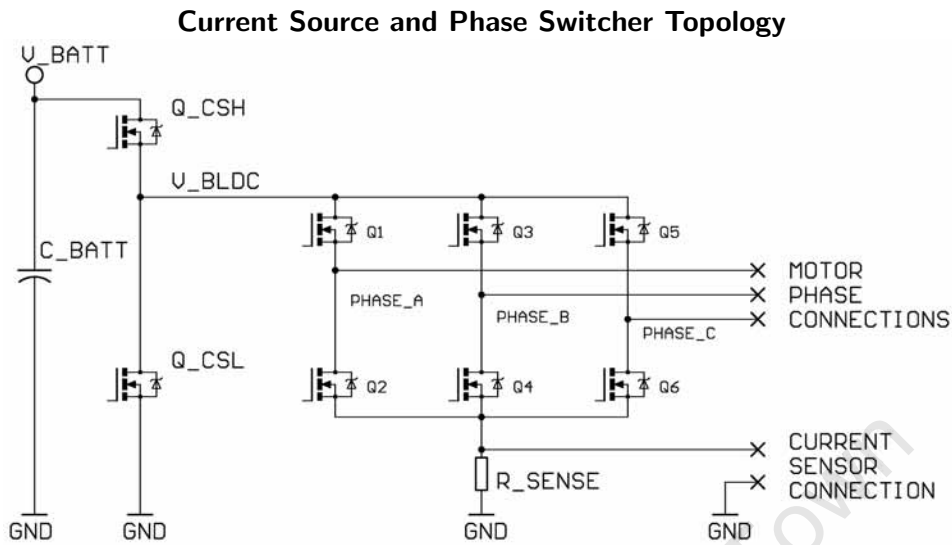 Current Source and Phase Switcher Topology
V_BATT
Q_CSH
V_BLDC
Q1
Q3
Q5
C_BATT
MOTOR
PHASE
CONNECTIONS
PHASE_A
PHASE_B
PHASE_C
Q_CSL
Q2
Q4
Q6
CURRENT
SENSOR
CONNECTION
R_SENSE
GND
GND
GND
GND